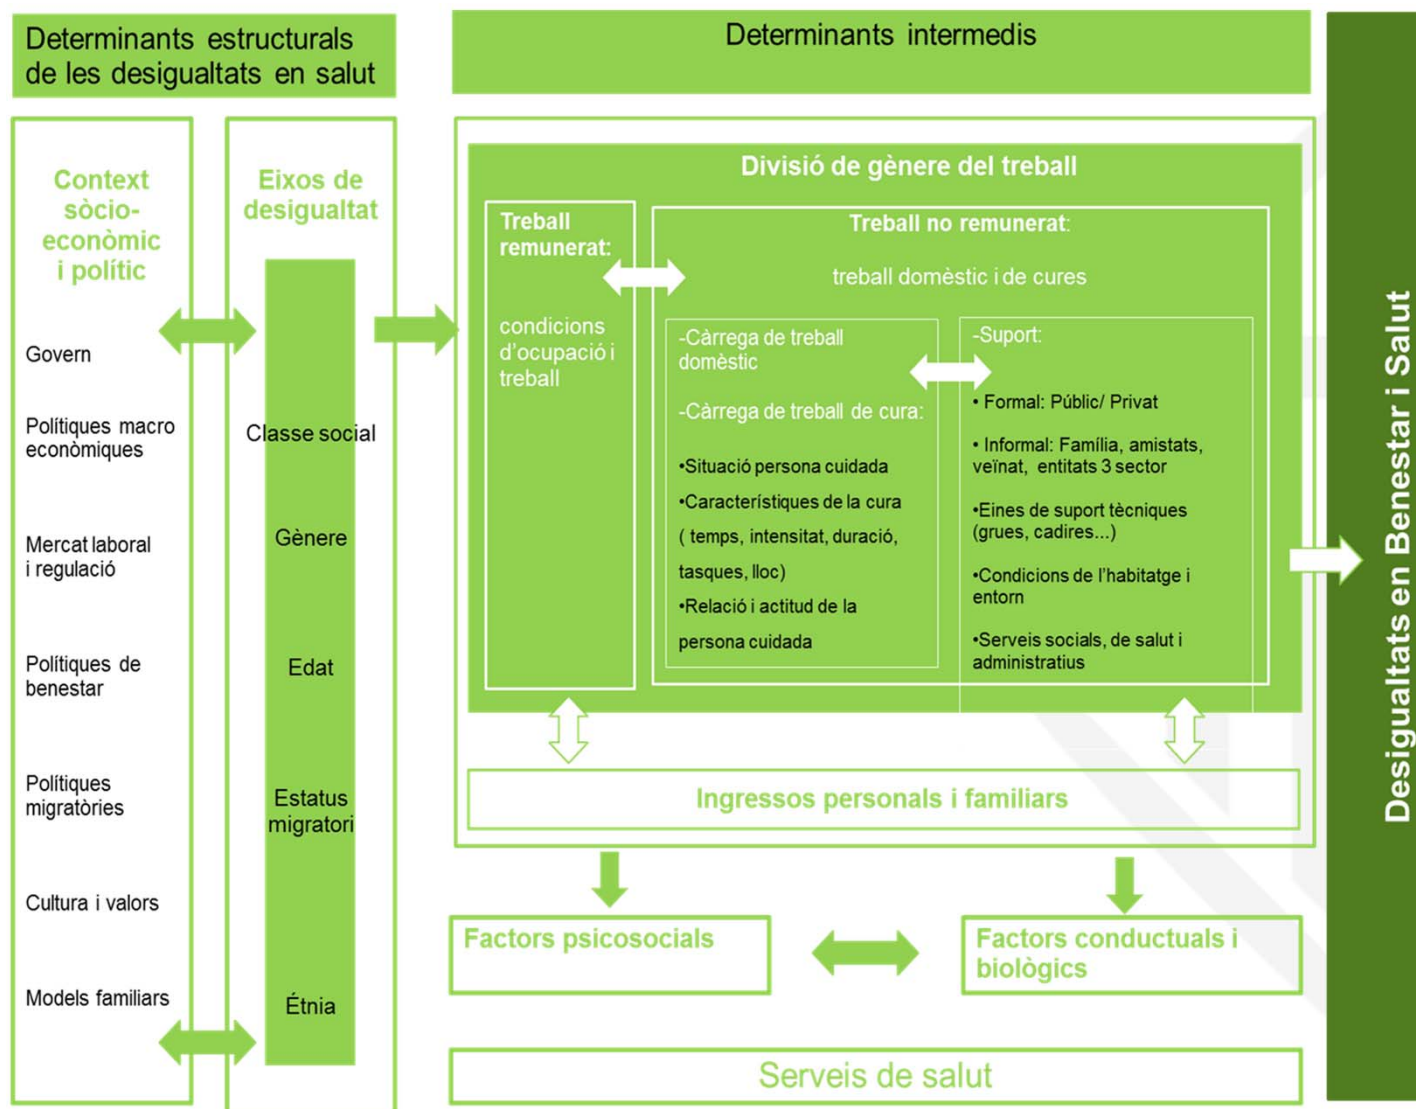 Determinants estructurals
de les desigualtats en salut
Determinants intermedis
Context
sòcio-
econòmic
i polític
Govern
Polítiques macro
econòmiques
Mercat laboral
i regulació
Polítiques de
benestar
Polítiques
migratòries
Cultura i valors
Models familiars
Eixos de
desigualtat
Classe social
Gènere
Edat
Estatus
migratori
Étnia
Divisió de gènere del treball
Treball
remunerat:
condicions
d'ocupació i
treball
Treball no remunerat:
treball domèstic i de cures
-Càrrega de treball
domèstic
-Càrrega de treball de cura:
•Situació persona cuidada
•Característiques de la cura
( temps, intensitat, duració,
tasques, lloc)
•Relació i actitud de la
persona cuidada
-Suport:
• Formal: Públic/ Privat
• Informal: Família, amistats,
veïnat, entitats 3 sector
•Eines de suport tècniques
(grues, cadires...)
•Condicions de l'habitatge i
entorn
•Serveis socials, de salut i
administratius
Ingressos personals i familiars
Factors psicosocials
Factors conductuals i
biològics
Serveis de salut
Desigualtats en Benestar i Salut